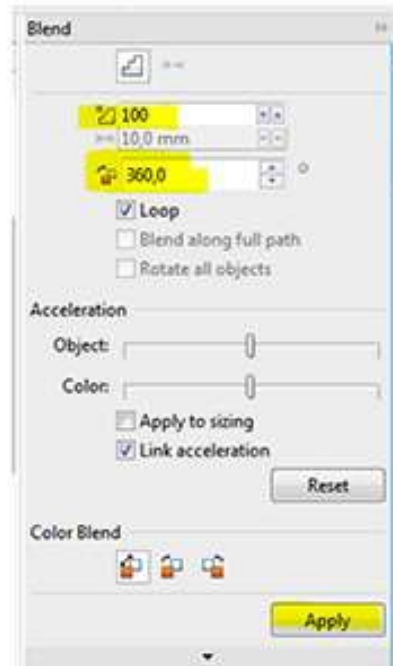 Blend
100
10,0 mm
360,0 °
Loop
Blend along full path
Rotate all objects
Acceleration
Object:
Color:
Apply to sizing
Link acceleration
Reset
Color Blend
Apply